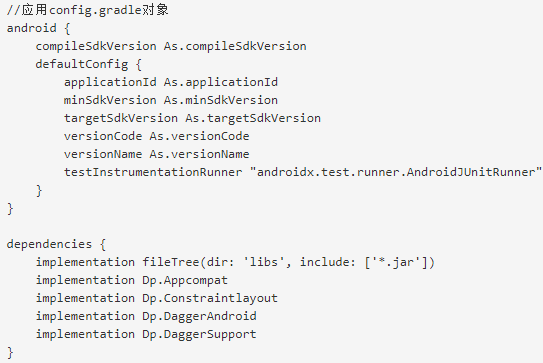 //应用config.gradle对象
android {
    compileSdkVersion As.compileSdkVersion
    defaultConfig {
        applicationId As.applicationId
        minSdkVersion As.minSdkVersion
        targetSdkVersion As.targetSdkVersion
        versionCode As.versionCode
        versionName As.versionName
        testInstrumentationRunner "androidx.test.runner.AndroidJUnitRunner"
    }
}

dependencies {
    implementation fileTree(dir: 'libs', include: ['*.jar'])
    implementation Dp.Appcompat
    implementation Dp.Constraintlayout
    implementation Dp.DaggerAndroid
    implementation Dp.DaggerSupport
}